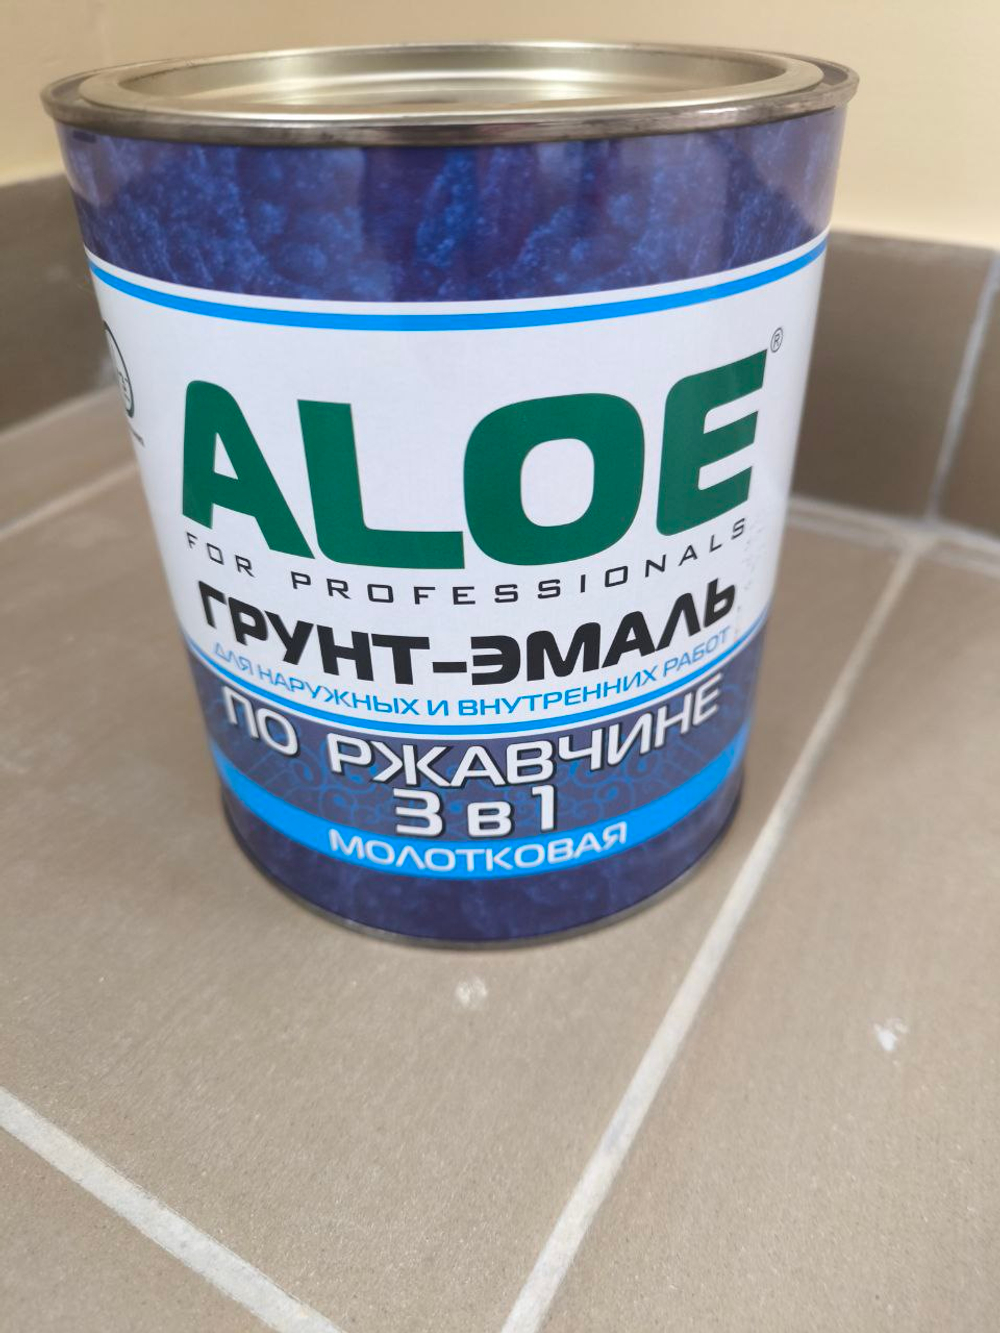 ALOE®
FOR PROFESSIONALS
ГРУНТ-ЭМАЛЬ
ДЛЯ НАРУЖНЫХ И ВНУТРЕННИХ РАБОТ
ПО РЖАВЧИНЕ
3 в 1
МОЛОТКОВАЯ